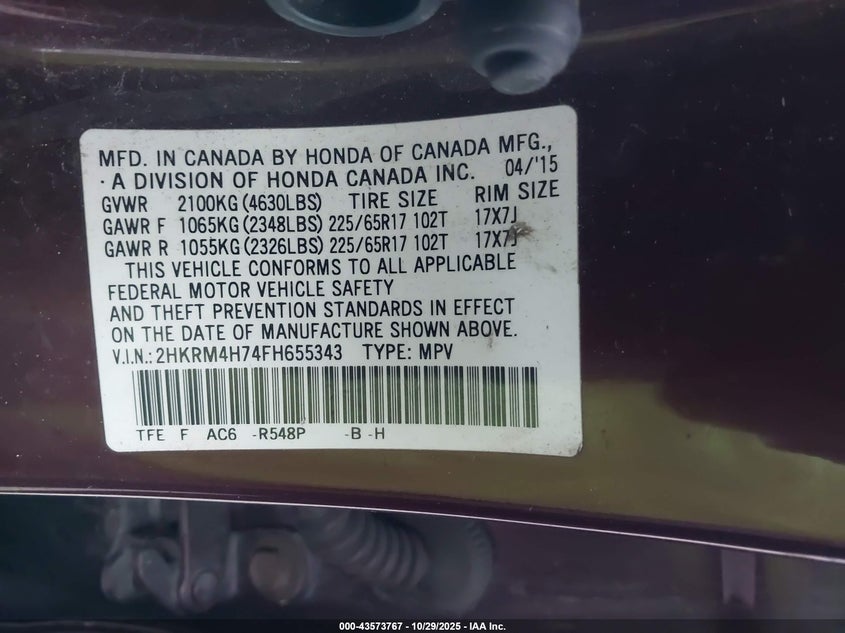 MFD. IN CANADA BY HONDA OF CANADA MFG.,
· A DIVISION OF HONDA CANADA INC. 04/'15
GVWR 2100KG (4630LBS) TIRE SIZE RIM SIZE
GAWR F 1065KG (2348LBS) 225/65R17 102T 17X7J
GAWR R 1055KG (2326LBS) 225/65R17 102T 17X7J
THIS VEHICLE CONFORMS TO ALL APPLICABLE
FEDERAL MOTOR VEHICLE SAFETY
AND THEFT PREVENTION STANDARDS IN EFFECT
ON THE DATE OF MANUFACTURE SHOWN ABOVE.
V.I.N.: 2HKRM4H74FH655343 TYPE: MPV
TFE F AC6 -R548P -B -H
000-43573767 - 10/29/2025 - IAA Inc.